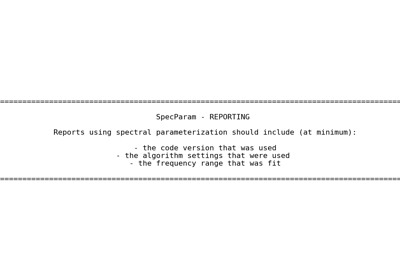 ==================================================================================================
SpecParam - REPORTING
Reports using spectral parameterization should include (at minimum):
- the code version that was used
- the algorithm settings that were used
- the frequency range that was fit
==================================================================================================